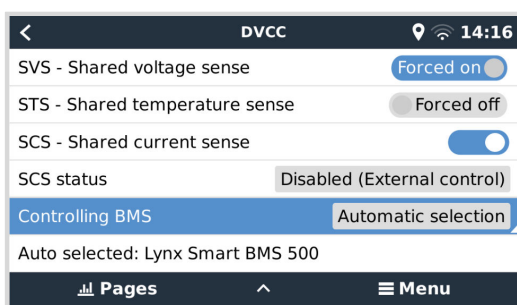 DVCC 14:16
SVS - Shared voltage sense Forced on
STS - Shared temperature sense Forced off
SCS - Shared current sense
SCS status Disabled (External control)
Controlling BMS Automatic selection
Auto selected: Lynx Smart BMS 500
Pages Menu